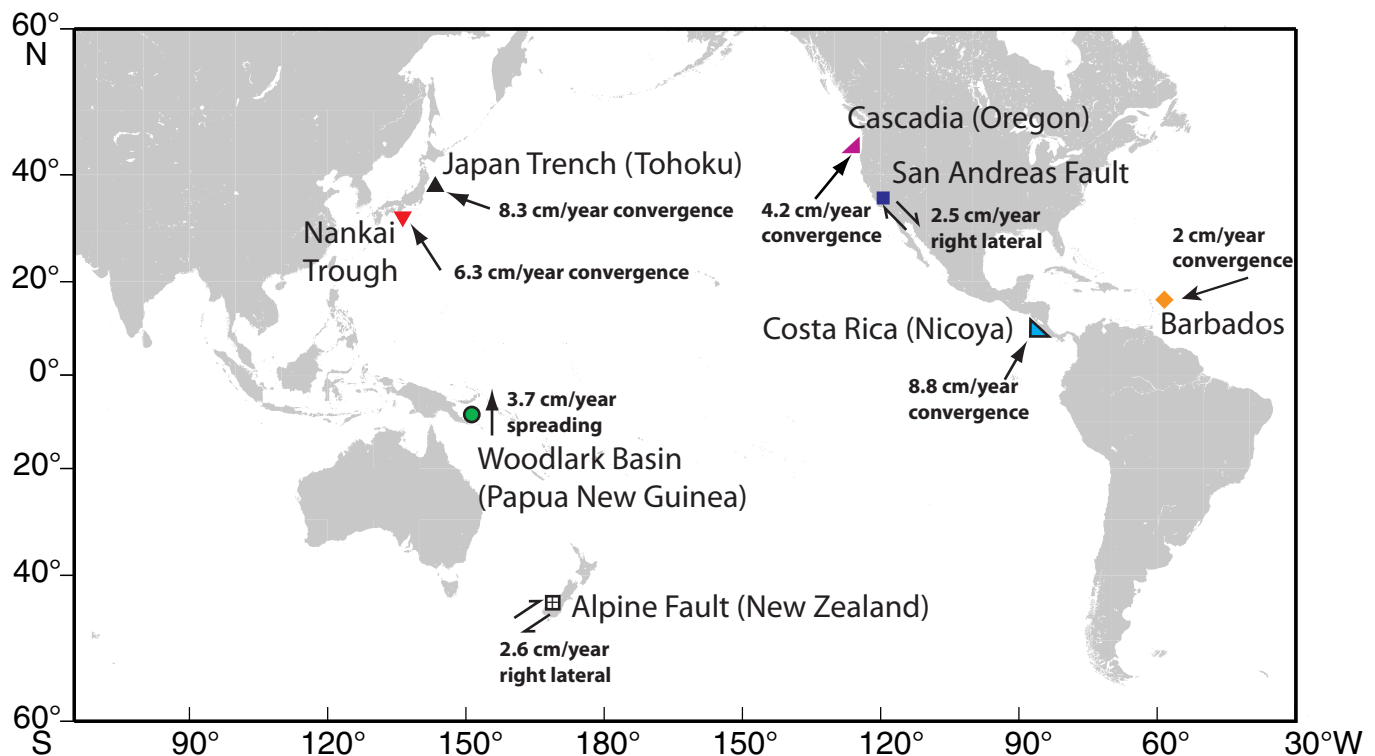 60°
N
40°
20°
0°
20°
40°
60°
S
Cascadia (Oregon)
Japan Trench (Tohoku)
San Andreas Fault
8.3 cm/year convergence
4.2 cm/year
convergence
2.5 cm/year
right lateral
Nankai
Trough
6.3 cm/year convergence
2 cm/year
convergence
Barbados
Costa Rica (Nicoya)
8.8 cm/year
convergence
3.7 cm/year
spreading
Woodlark Basin
(Papua New Guinea)
Alpine Fault (New Zealand)
2.6 cm/year
right lateral
90°
120°
150°
180°
150°
120°
90°
60°
30°W